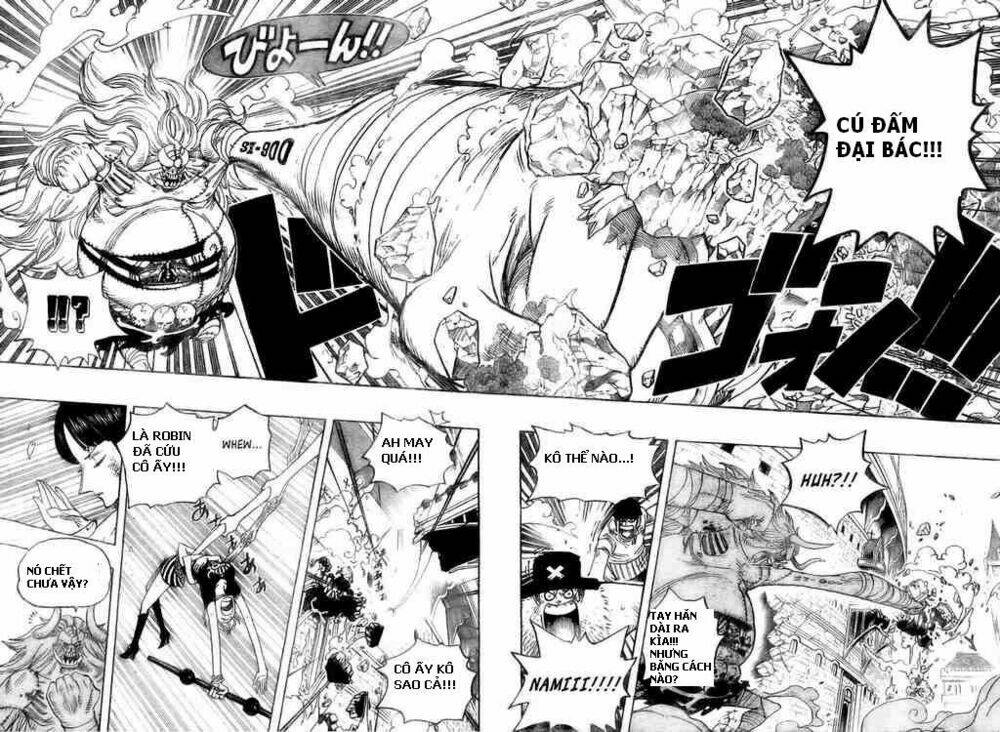 CÚ ĐẤM
ĐẠI BÁC!!!
びょーん!!
DOB-IS
ドゴォン!!!
!!!?
HUH?!!
TAY HẮN
DÀI RA
KÌA!!!
NHƯNG
BẰNG CÁCH
NÀO?
KÔ THỂ NÀO...!
NAMIII!!!!
AH MAY
QUÁ!!!
CÔ ẤY KÔ
SAO CẢ!!!
LÀ ROBIN
ĐÃ CỨU
CÔ ẤY!!!
WHEW...
NÓ CHẾT
CHƯA VẬY?